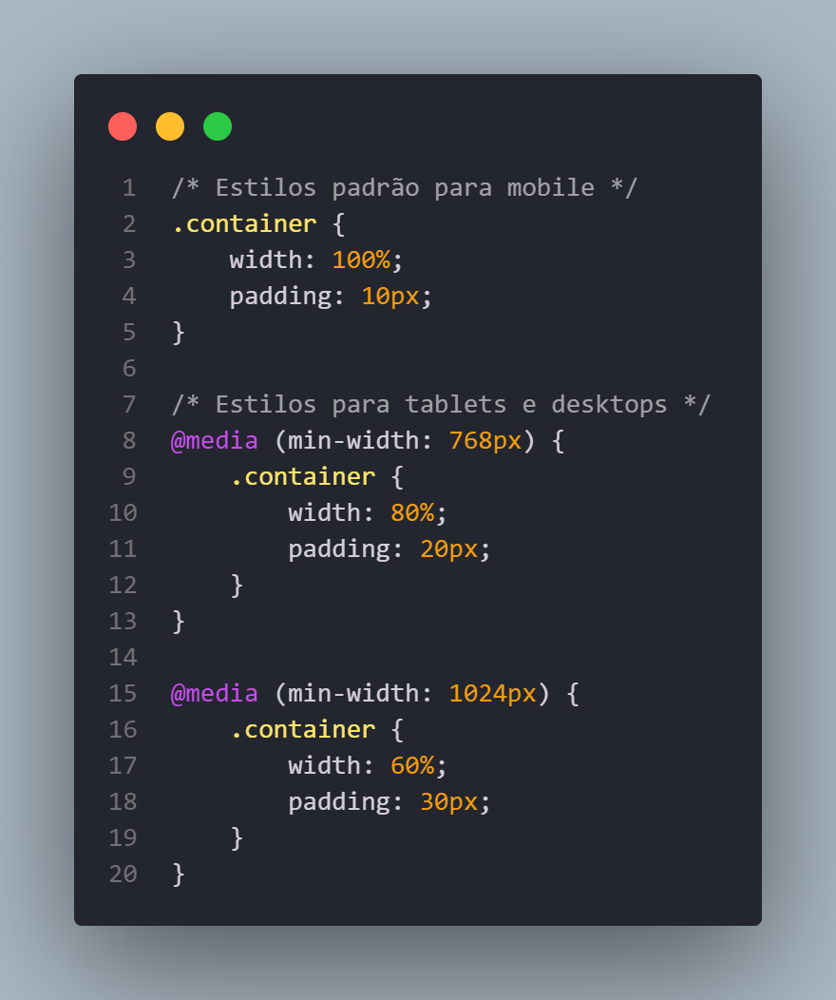 1 /* Estilos padrão para mobile */
2 .container {
3     width: 100%;
4     padding: 10px;
5 }
6
7 /* Estilos para tablets e desktops */
8 @media (min-width: 768px) {
9     .container {
10         width: 80%;
11         padding: 20px;
12     }
13 }
14
15 @media (min-width: 1024px) {
16     .container {
17         width: 60%;
18         padding: 30px;
19     }
20 }